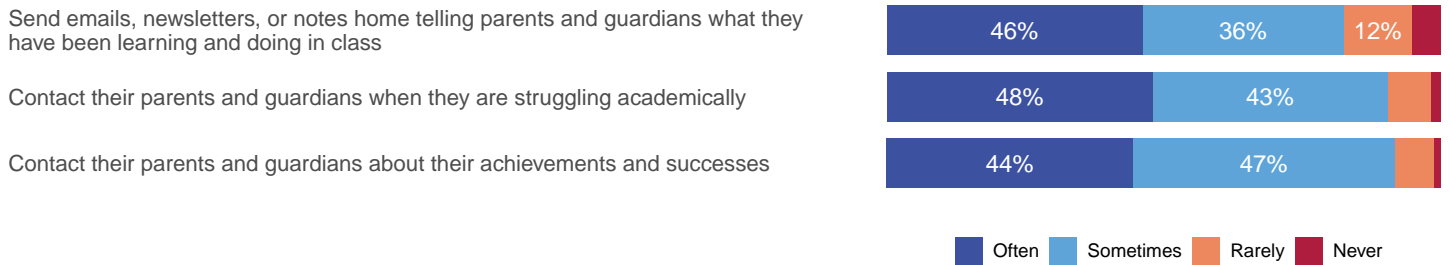 Send emails, newsletters, or notes home telling parents and guardians what they
have been learning and doing in class
46% 36% 12%
Contact their parents and guardians when they are struggling academically
48% 43%
Contact their parents and guardians about their achievements and successes
44% 47%
Often Sometimes Rarely Never